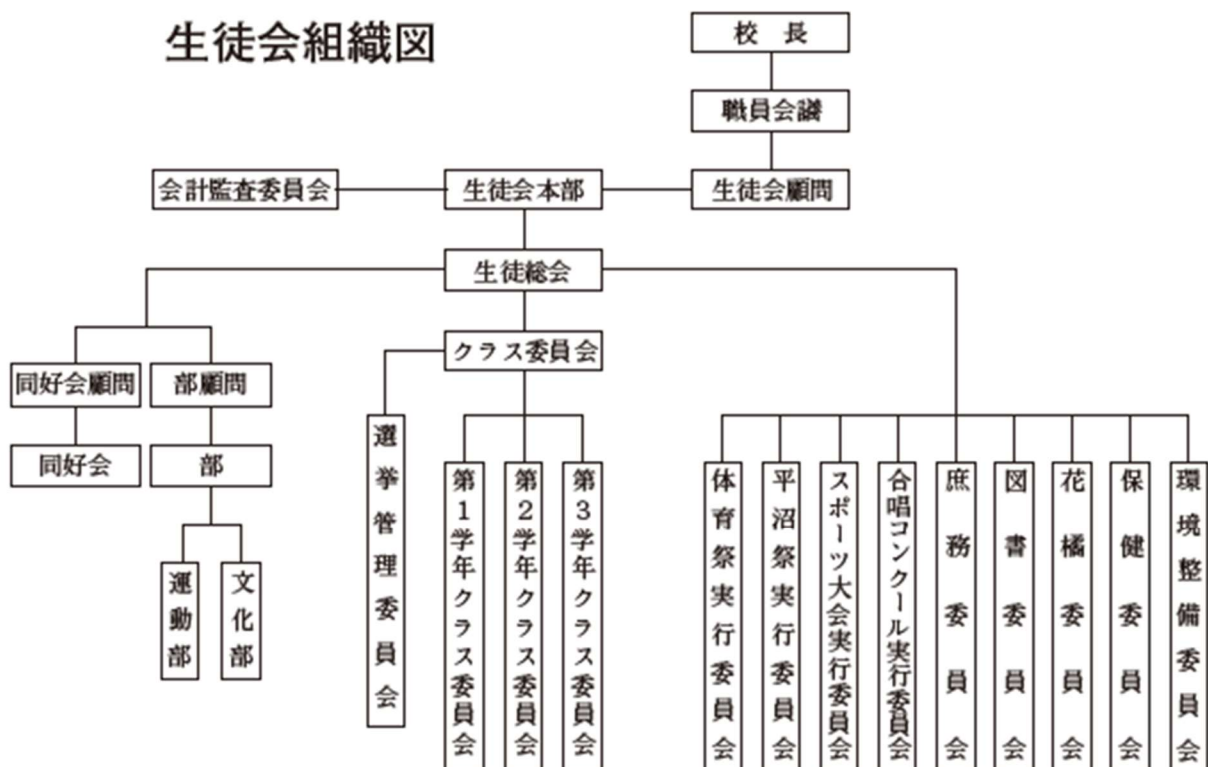 生徒会組織図
校長
職員会議
会計監査委員会
生徒会本部
生徒会顧問
生徒総会
クラス委員会
同好会顧問
部顧問
同好会
部
運動部
文化部
選挙管理委員会
第1学年クラス委員会
第2学年クラス委員会
第3学年クラス委員会
体育祭実行委員会
平沼祭実行委員会
スポーツ大会実行委員会
合唱コンクール実行委員会
庶務委員会
図書委員会
花橘委員会
保健委員会
環境整備委員会